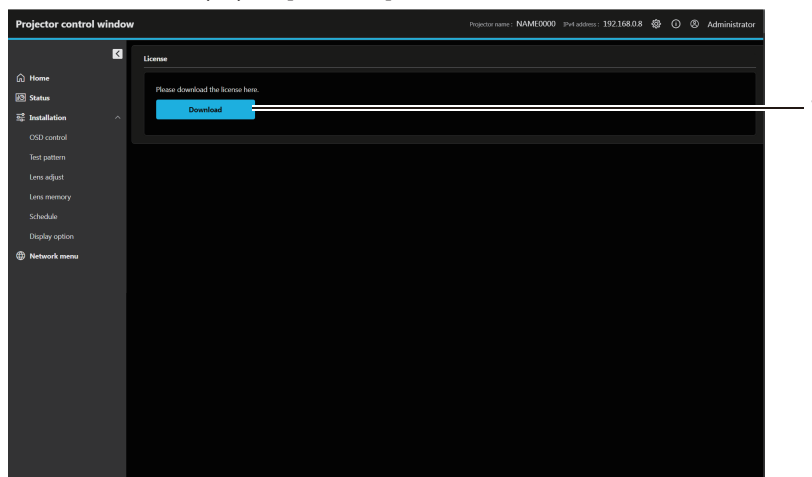 Projector control window
Projector name : NAME0000 IPv4 address : 192.168.0.8 Administrator
Home
Status
Installation
OSD control
Test pattern
Lens adjust
Lens memory
Schedule
Display option
Network menu
License
Please download the license here.
Download